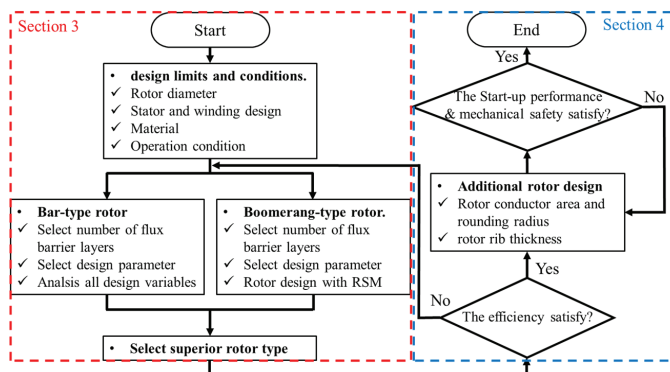 Section 3
Start
• design limits and conditions.
✓ Rotor diameter
✓ Stator and winding design
✓ Material
✓ Operation condition
• Bar-type rotor
✓ Select number of flux
barrier layers
✓ Select design parameter
✓ Analsis all design variables
• Boomerang-type rotor.
✓ Select number of flux
barrier layers
✓ Select design parameter
✓ Rotor design with RSM
• Select superior rotor type
Section 4
End
Yes
The Start-up performance
& mechanical safety satisfy?
No
• Additional rotor design
✓ Rotor conductor area and
rounding radius
✓ rotor rib thickness
Yes
No
The efficiency satisfy?